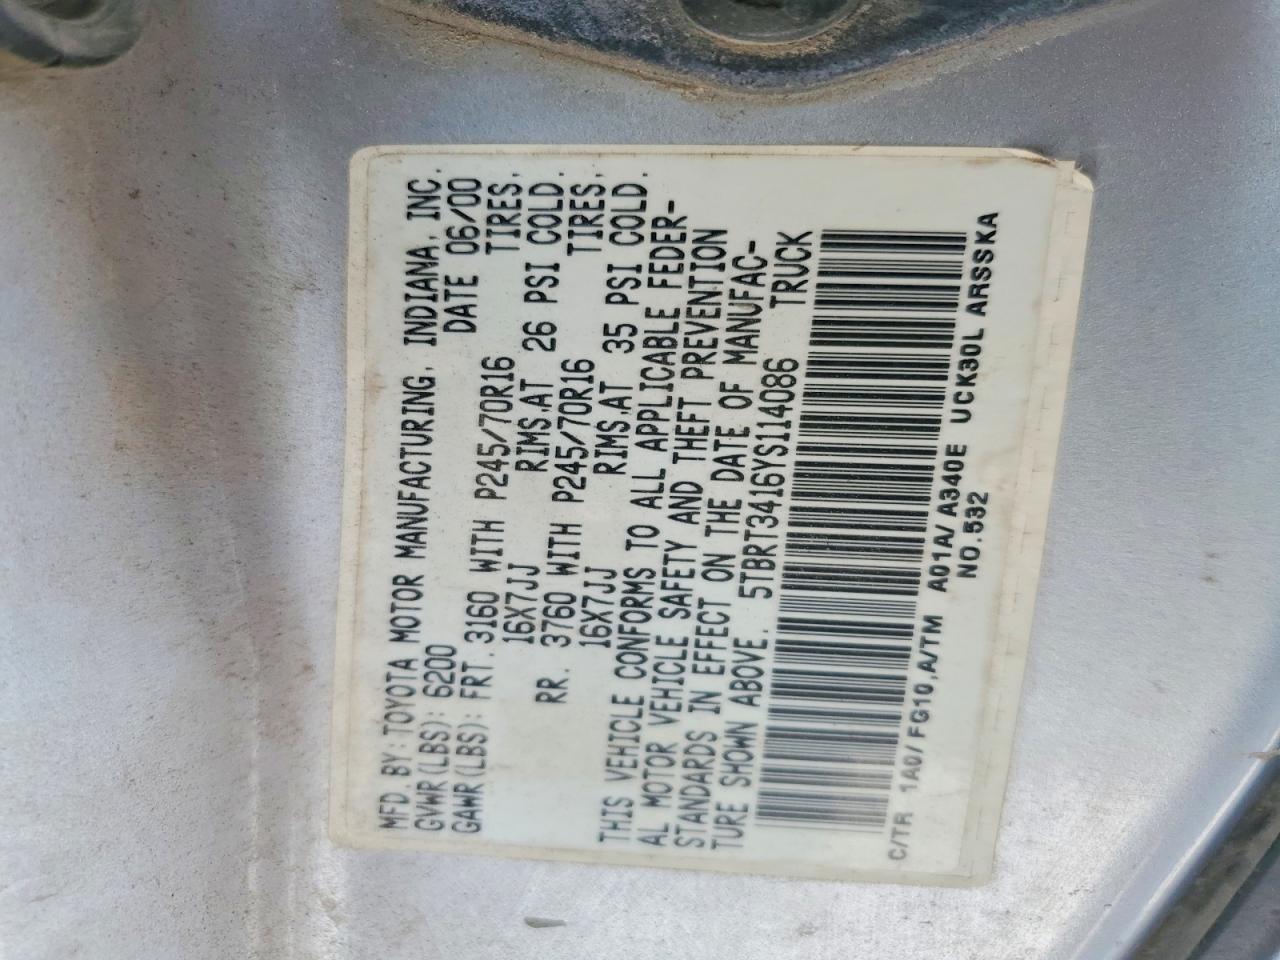 MFD. BY: TOYOTA MOTOR MANUFACTURING, INDIANA, INC.
GVWR(LBS): 6200 DATE 06/00
GAWR(LBS): FRT. 3160 WITH P245/70R16 TIRES,
16X7JJ RIMS,AT 26 PSI COLD.
RR. 3760 WITH P245/70R16 TIRES,
16X7JJ RIMS,AT 35 PSI COLD.
THIS VEHICLE CONFORMS TO ALL APPLICABLE FEDER-
AL MOTOR VEHICLE SAFETY AND THEFT PREVENTION
STANDARDS IN EFFECT ON THE DATE OF MANUFAC-
TURE SHOWN ABOVE. 5TBRT3416YS114086 TRUCK
C/TR 1A0/FG10,A/TM A01A/A340E UCK30L ARSSKA
NO.532